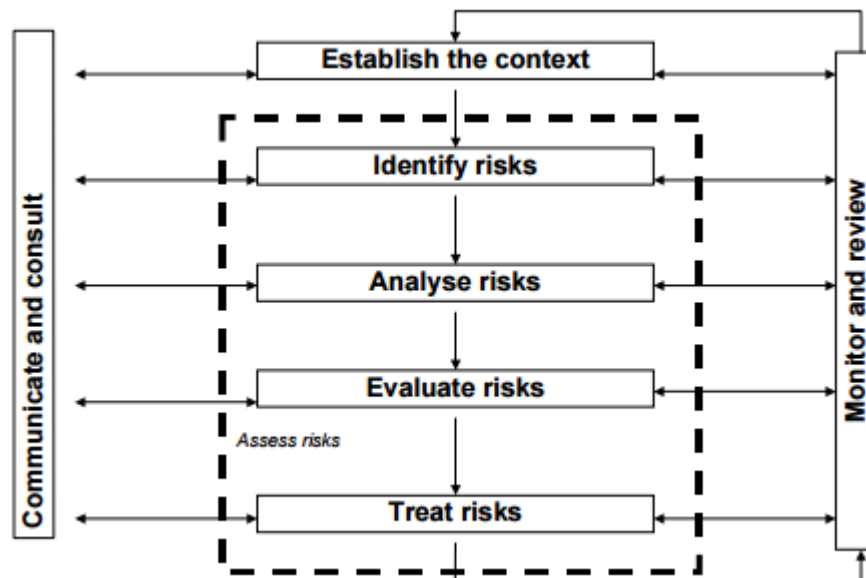 Establish the context
Identify risks
Analyse risks
Evaluate risks
Assess risks
Treat risks
Communicate and consult
Monitor and review